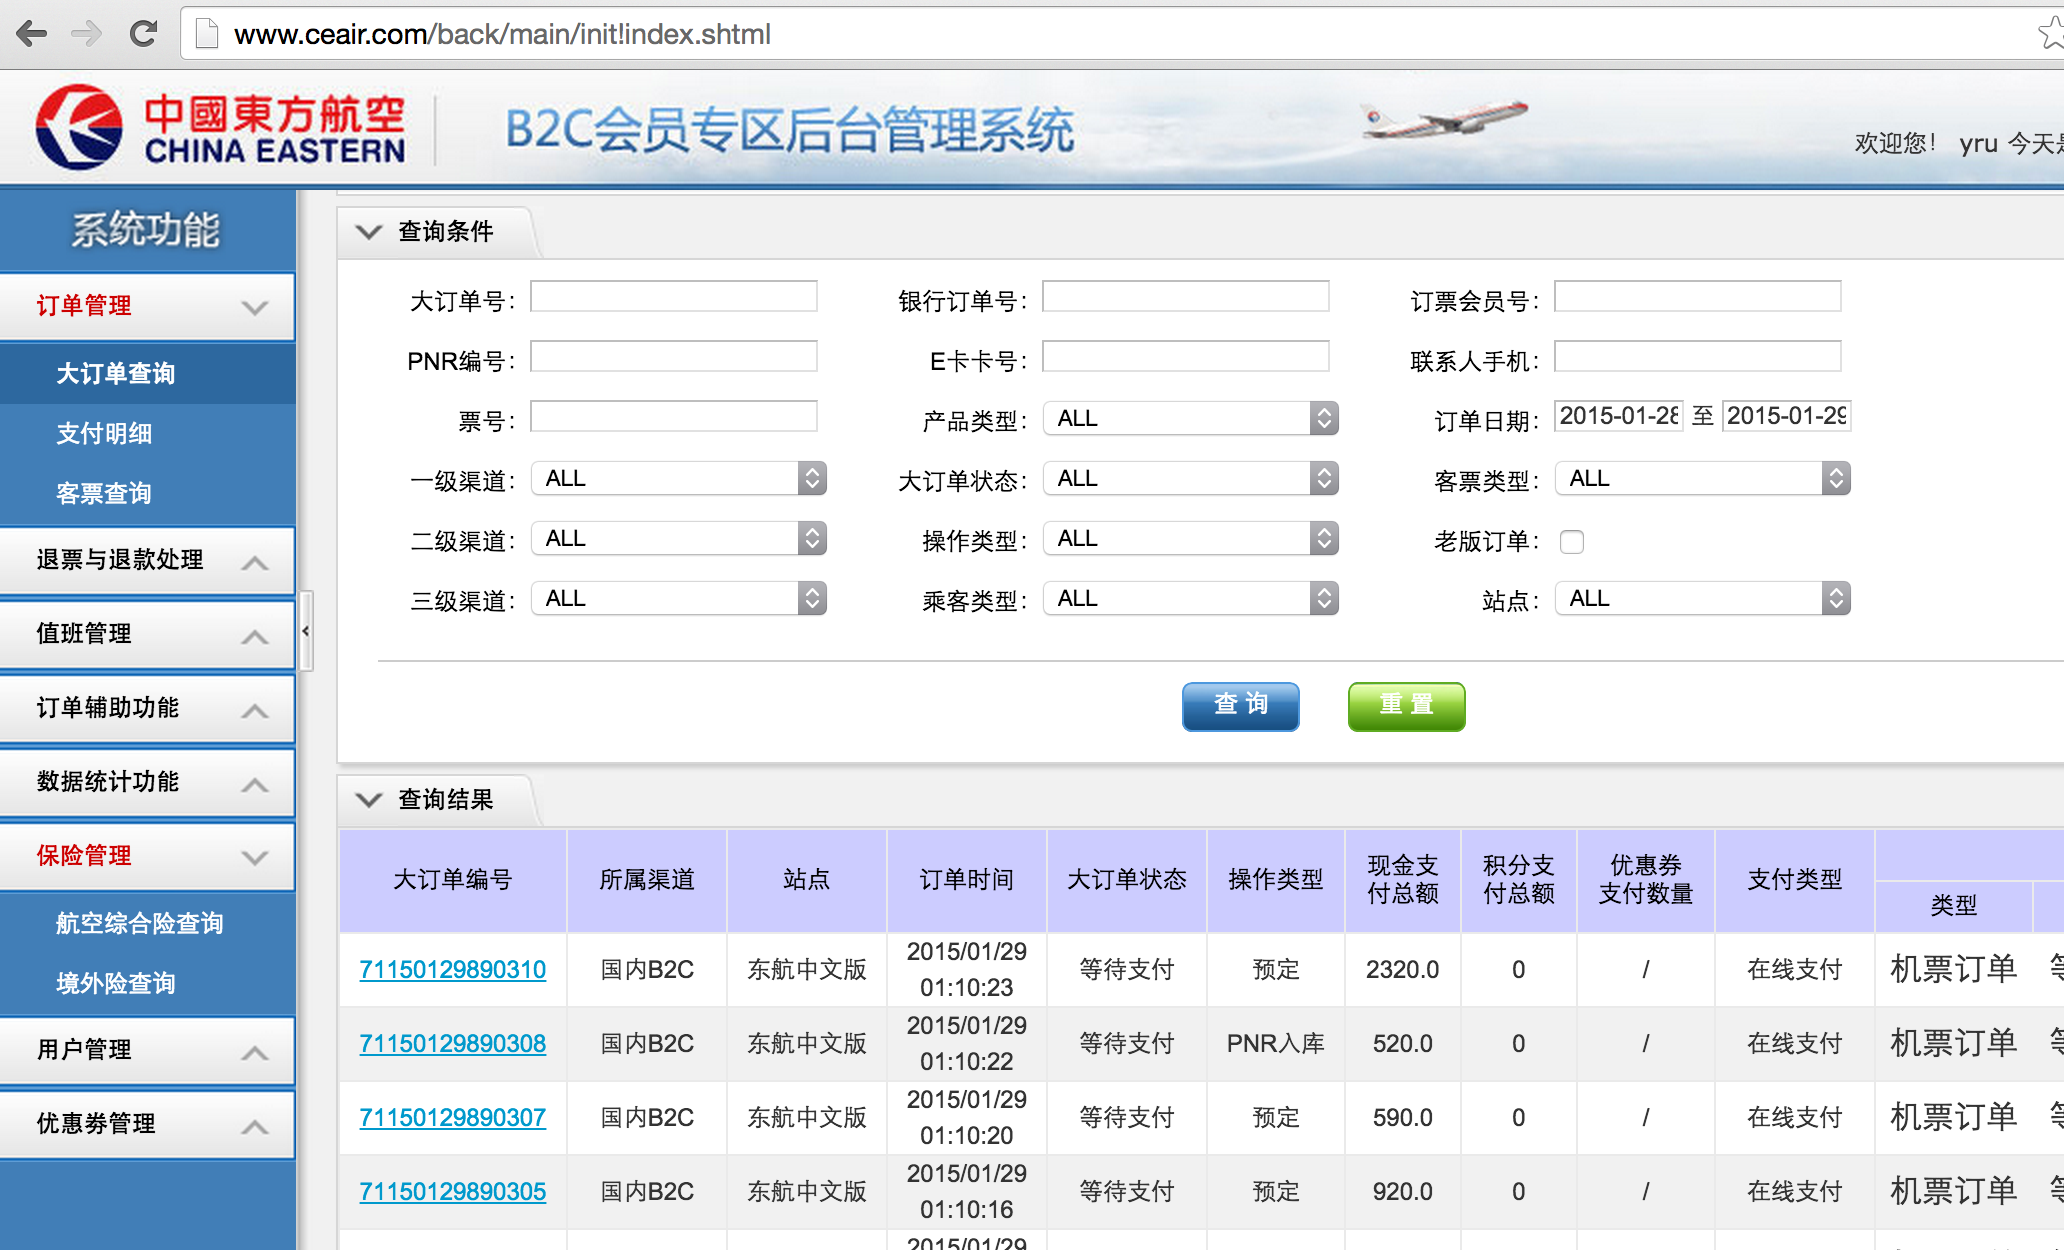 www.ceair.com/back/main/init!index.shtml
中國東方航空
CHINA EASTERN
B2C会员专区后台管理系统
欢迎您! yru 今天是
系统功能
订单管理
大订单查询
支付明细
客票查询
退票与退款处理
值班管理
订单辅助功能
数据统计功能
保险管理
航空综合险查询
境外险查询
用户管理
优惠券管理
查询条件
大订单号: 银行订单号: 订票会员号:
PNR编号: E卡卡号: 联系人手机:
票号: 产品类型: ALL 订单日期: 2015-01-28 至 2015-01-29
一级渠道: ALL 大订单状态: ALL 客票类型: ALL
二级渠道: ALL 操作类型: ALL 老版订单:
三级渠道: ALL 乘客类型: ALL 站点: ALL
查 询 重 置
查询结果
大订单编号 所属渠道 站点 订单时间 大订单状态 操作类型 现金支付总额 积分支付总额 优惠券支付数量 支付类型 类型
71150129890310 国内B2C 东航中文版 2015/01/29 01:10:23 等待支付 预定 2320.0 0 / 在线支付 机票订单
71150129890308 国内B2C 东航中文版 2015/01/29 01:10:22 等待支付 PNR入库 520.0 0 / 在线支付 机票订单
71150129890307 国内B2C 东航中文版 2015/01/29 01:10:20 等待支付 预定 590.0 0 / 在线支付 机票订单
71150129890305 国内B2C 东航中文版 2015/01/29 01:10:16 等待支付 预定 920.0 0 / 在线支付 机票订单
2015/01/29